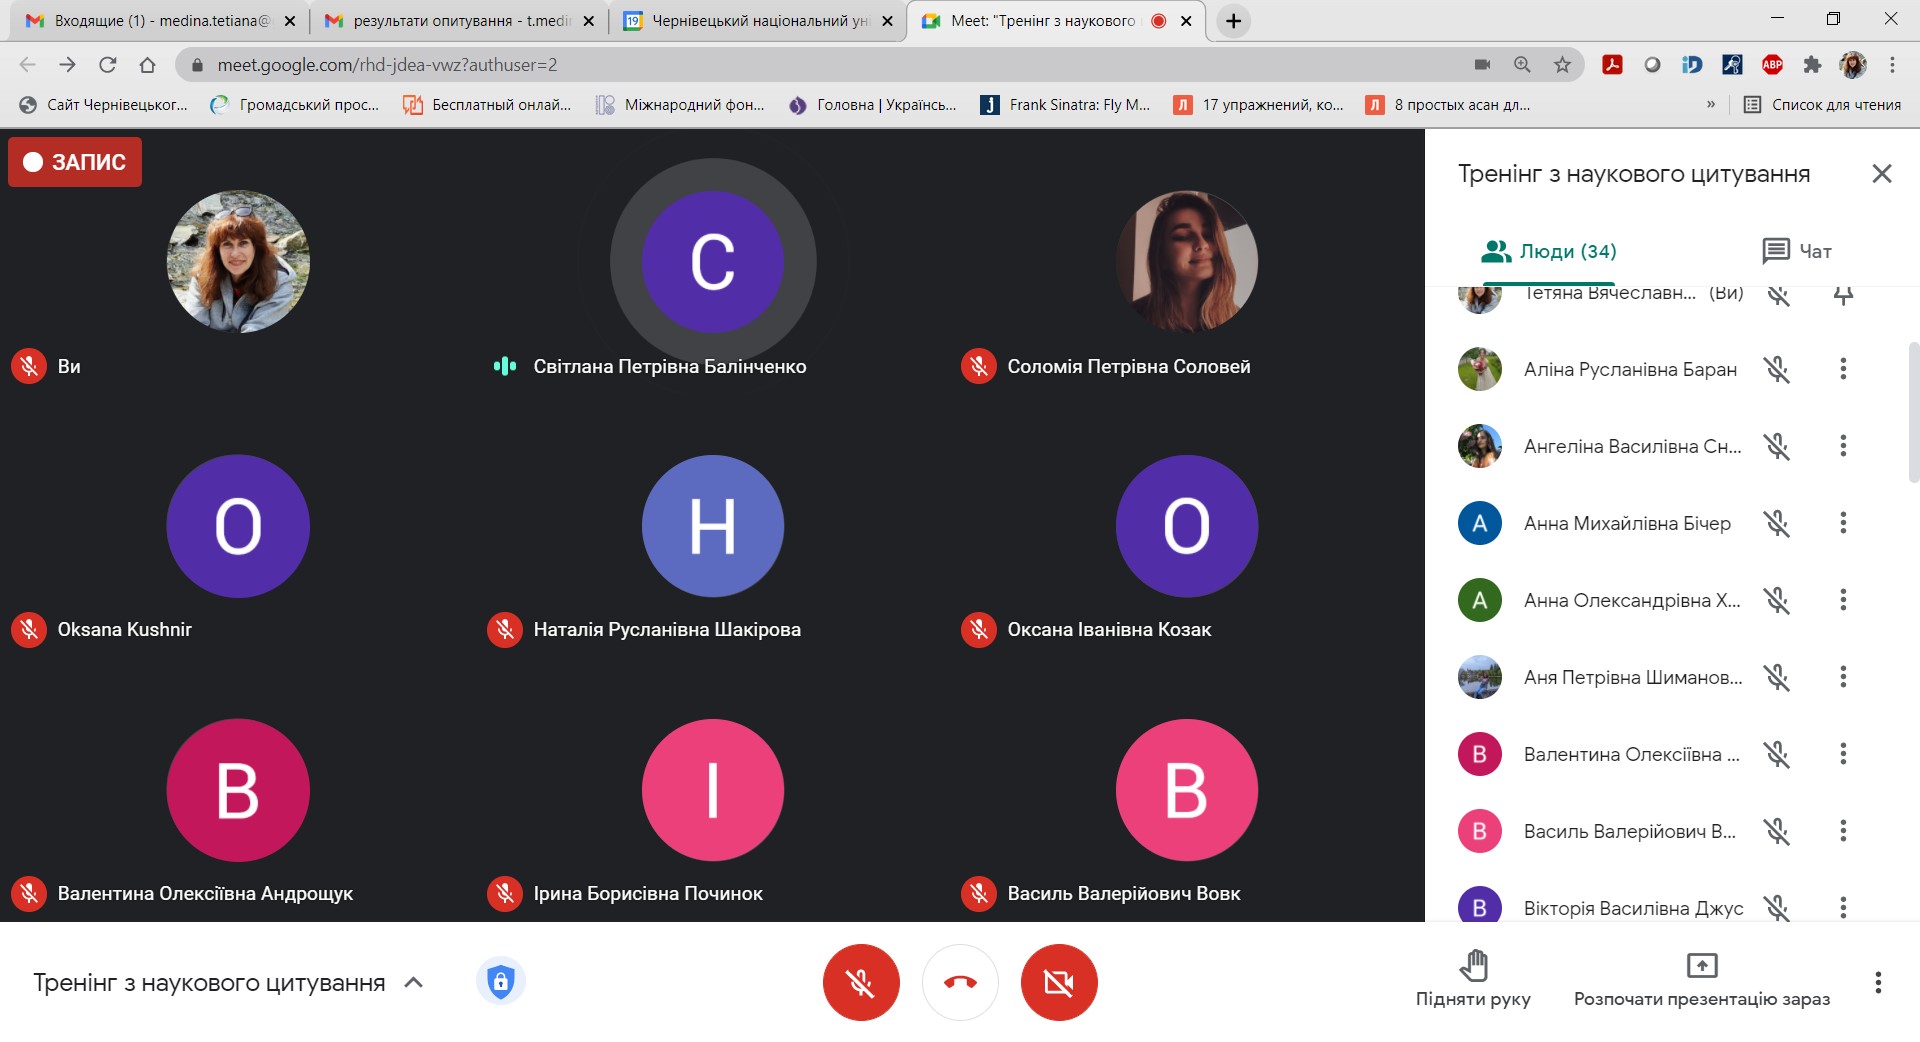 Входящие (1) - medina.tetiana@
результати опитування - t.medi
19
Чернівецький національний ун
Meet: "Тренінг з наукового
meet.google.com/rhd-jdea-vwz?authuser=2
ABP
Сайт Чернівецьког...
Громадський прос...
Бесплатный онлай...
Міжнародний фон...
Головна | Українсь...
Frank Sinatra: Fly M...
17 упражнений, ко...
8 простых асан дл...
»
Список для чтения
ЗАПИС
Ви
С
Світлана Петрівна Балінченко
Соломія Петрівна Соловей
O
Oksana Kushnir
Н
Наталія Русланівна Шакірова
О
Оксана Іванівна Козак
В
Валентина Олексіївна Андрощук
І
Ірина Борисівна Починок
В
Василь Валерійович Вовк
Тренінг з наукового цитування
Люди (34)
Чат
Тетяна Вячеславн... (Ви)
Аліна Русланівна Баран
Ангеліна Василівна Сн...
А
Анна Михайлівна Бічер
А
Анна Олександрівна Х...
Аня Петрівна Шиманов...
В
Валентина Олексіївна ...
В
Василь Валерійович В...
В
Вікторія Василівна Джус
Тренінг з наукового цитування
Підняти руку
Розпочати презентацію зараз